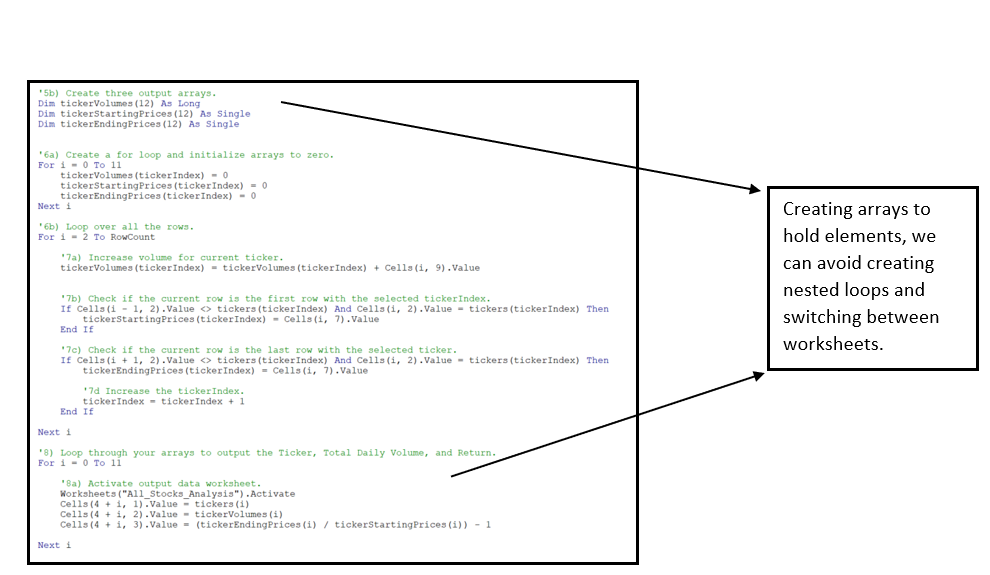 '5b) Create three output arrays.
Dim tickerVolumes(12) As Long
Dim tickerStartingPrices(12) As Single
Dim tickerEndingPrices(12) As Single
'6a) Create a for loop and initialize arrays to zero.
For i = 0 To 11
tickerVolumes(tickerIndex) = 0
tickerStartingPrices(tickerIndex) = 0
tickerEndingPrices(tickerIndex) = 0
Next i
'6b) Loop over all the rows.
For i = 2 To RowCount
'7a) Increase volume for current ticker.
tickerVolumes(tickerIndex) = tickerVolumes(tickerIndex) + Cells(i, 9).Value
'7b) Check if the current row is the first row with the selected tickerIndex.
If Cells(i - 1, 2).Value <> tickers(tickerIndex) And Cells(i, 2).Value = tickers(tickerIndex) Then
tickerStartingPrices(tickerIndex) = Cells(i, 7).Value
End If
'7c) Check if the current row is the last row with the selected ticker.
If Cells(i + 1, 2).Value <> tickers(tickerIndex) And Cells(i, 2).Value = tickers(tickerIndex) Then
tickerEndingPrices(tickerIndex) = Cells(i, 7).Value
'7d Increase the tickerIndex.
tickerIndex = tickerIndex + 1
End If
Next i
'8) Loop through your arrays to output the Ticker, Total Daily Volume, and Return.
For i = 0 To 11
'8a) Activate output data worksheet.
Worksheets("All_Stocks_Analysis").Activate
Cells(4 + i, 1).Value = tickers(i)
Cells(4 + i, 2).Value = tickerVolumes(i)
Cells(4 + i, 3).Value = (tickerEndingPrices(i) / tickerStartingPrices(i)) - 1
Next i
Creating arrays to
hold elements, we
can avoid creating
nested loops and
switching between
worksheets.